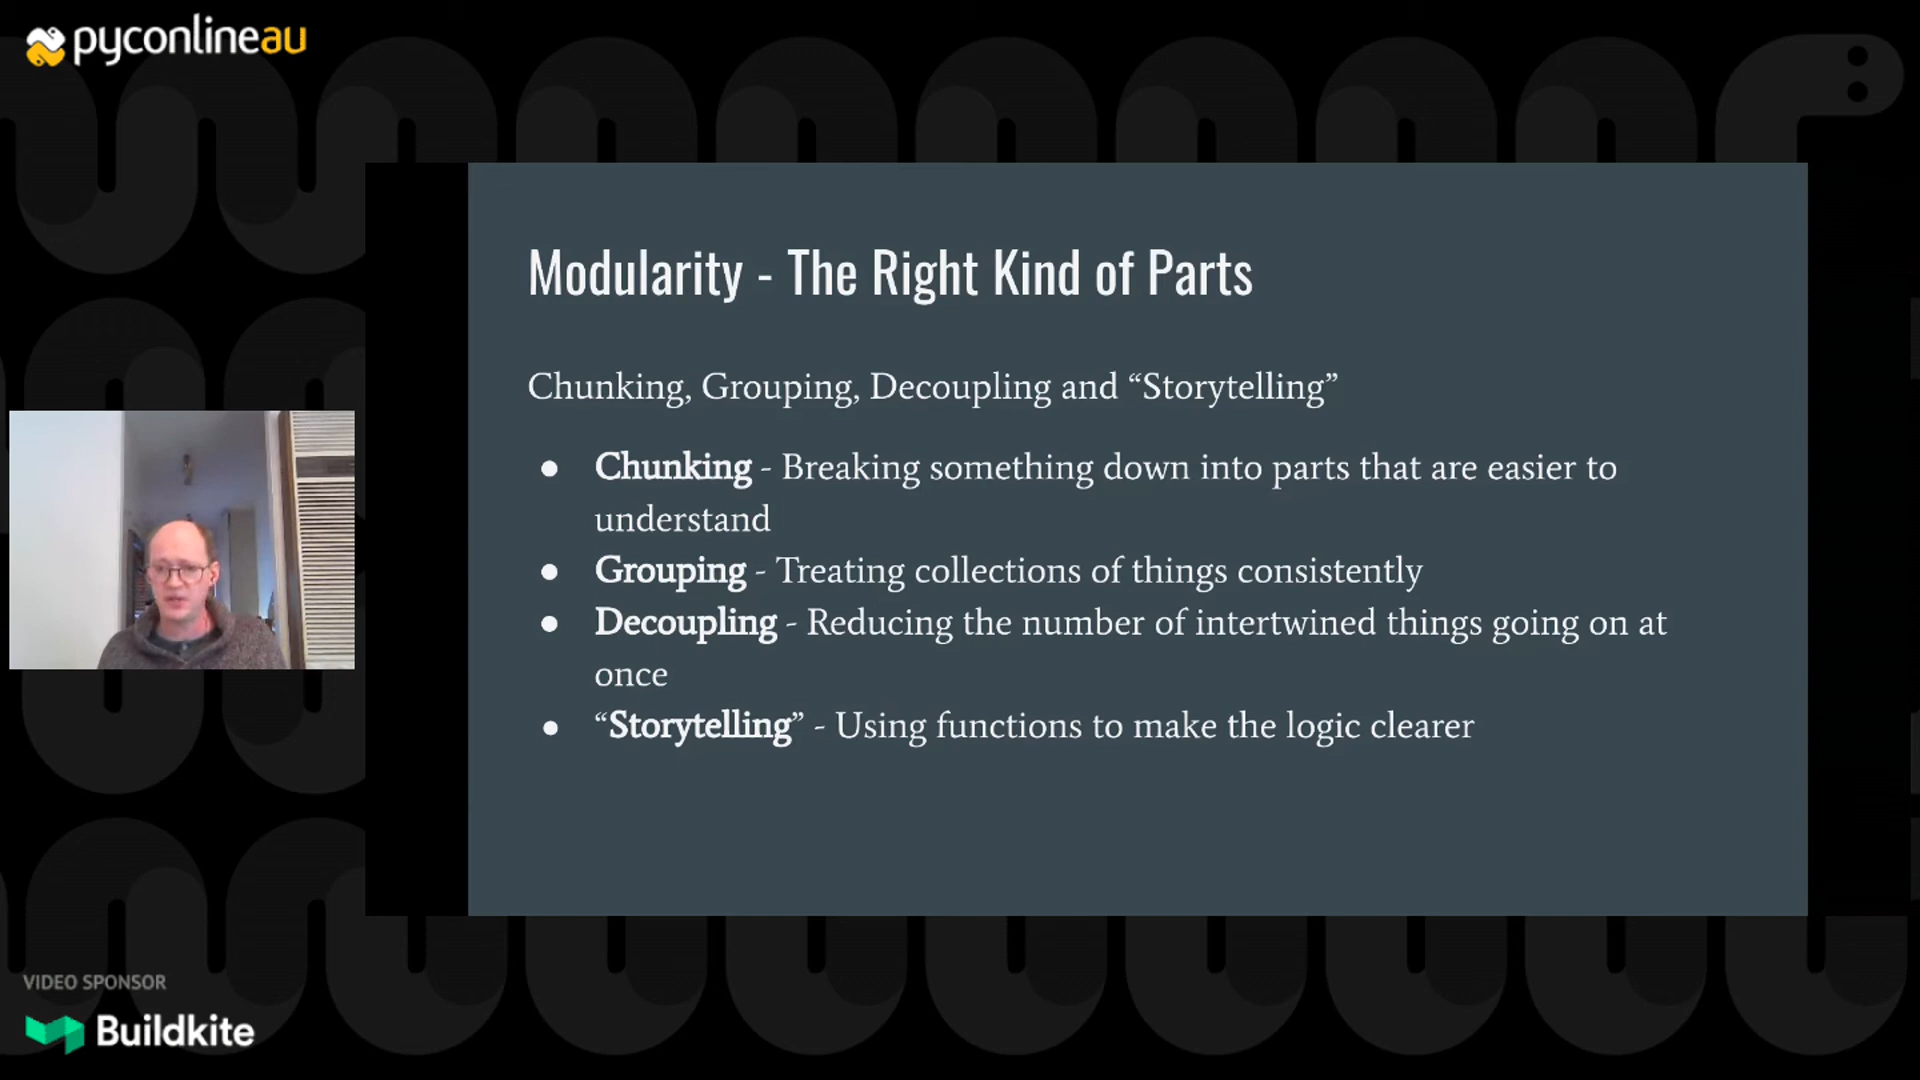 pyconlineau
Modularity - The Right Kind of Parts
Chunking, Grouping, Decoupling and “Storytelling”
● Chunking - Breaking something down into parts that are easier to
understand
● Grouping - Treating collections of things consistently
● Decoupling - Reducing the number of intertwined things going on at
once
● “Storytelling” - Using functions to make the logic clearer
VIDEO SPONSOR
Buildkite